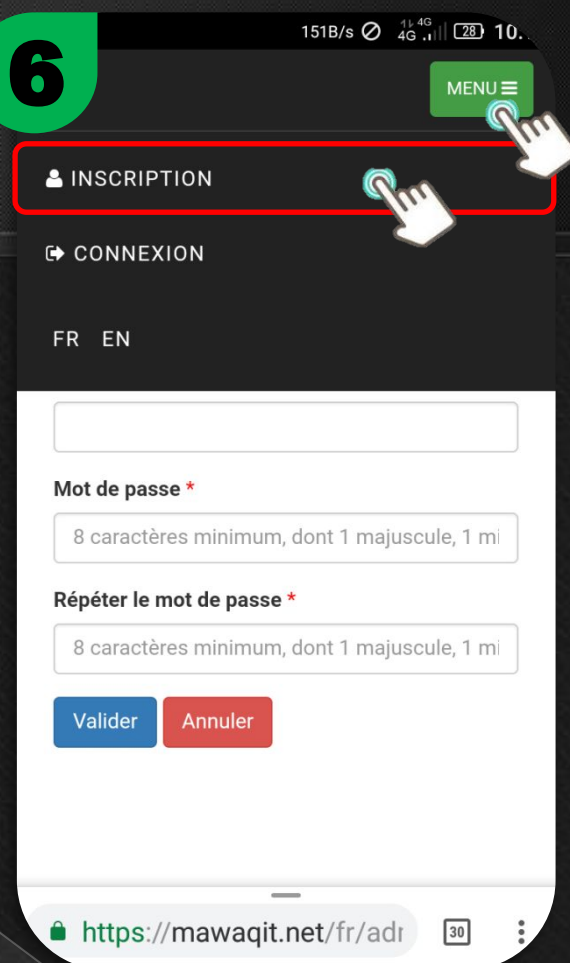 6
151B/s 4G 4G 28 10.
MENU
INSCRIPTION
CONNEXION
FR EN
Mot de passe *
8 caractères minimum, dont 1 majuscule, 1 mi
Répéter le mot de passe *
8 caractères minimum, dont 1 majuscule, 1 mi
Valider Annuler
https://mawaqit.net/fr/adr 30